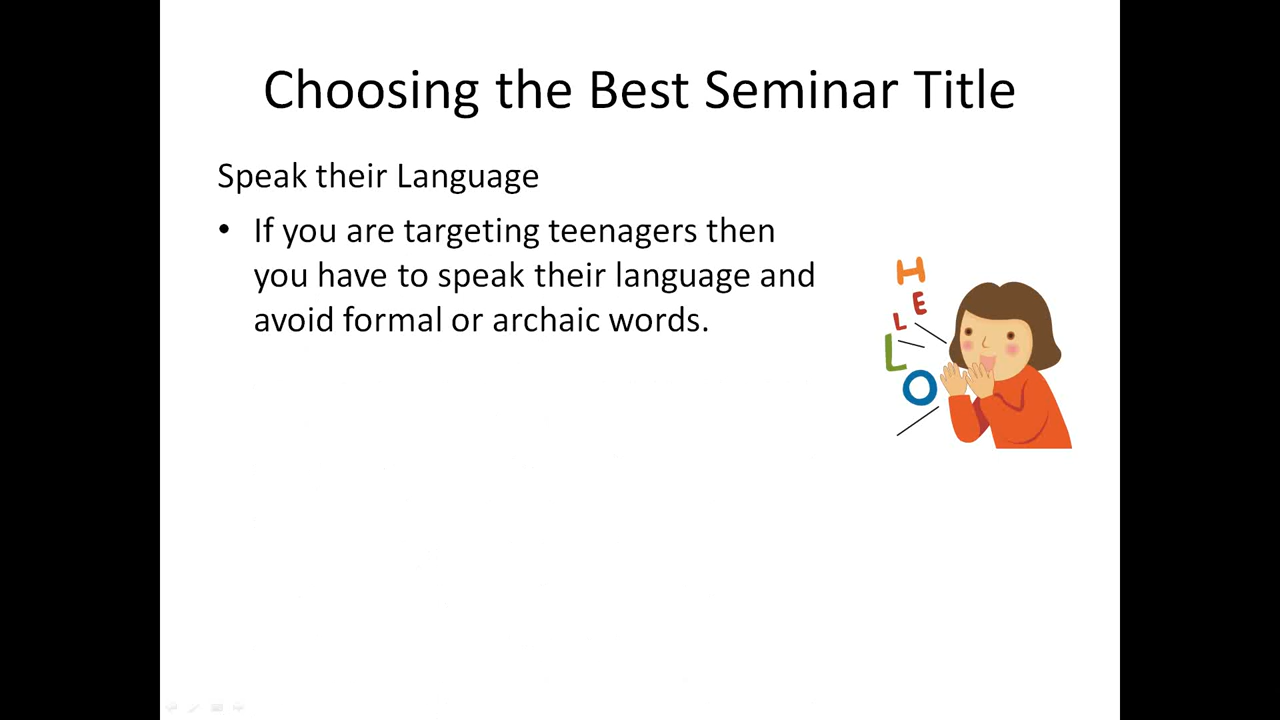 Choosing the Best Seminar Title
Speak their Language
• If you are targeting teenagers then
you have to speak their language and
avoid formal or archaic words.
H
E
L
L
O